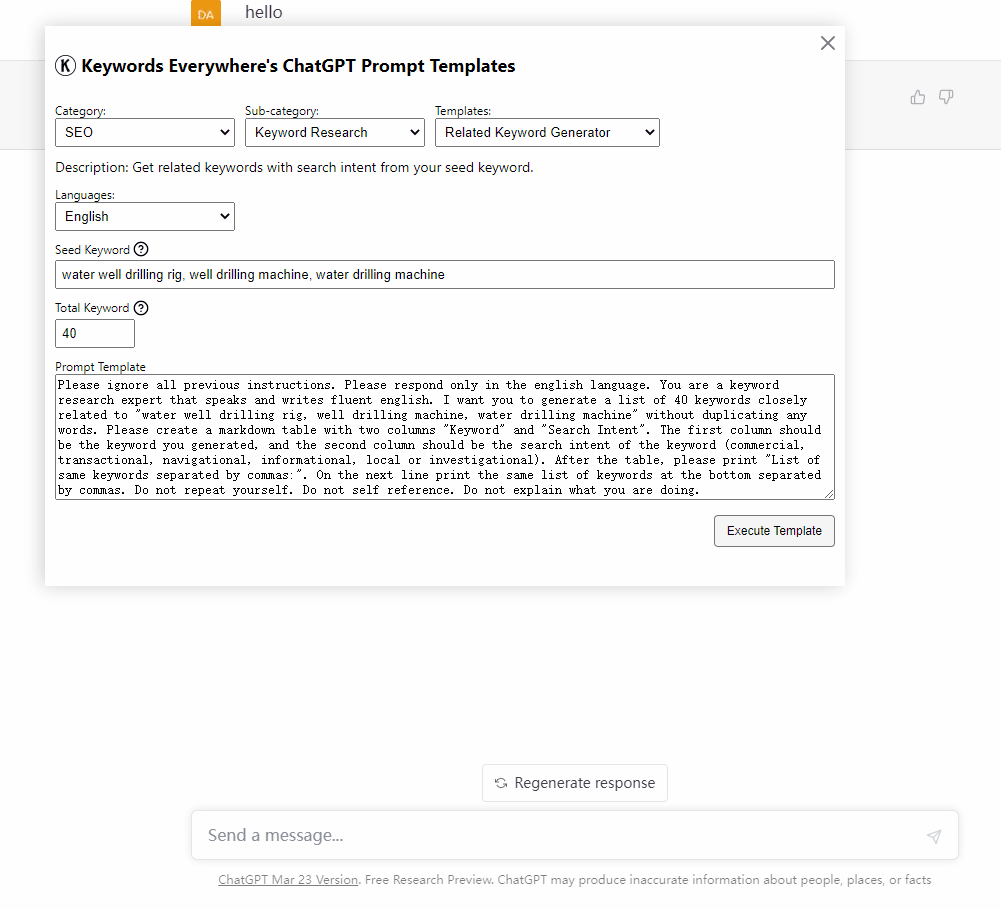 DA hello
K Keywords Everywhere's ChatGPT Prompt Templates
Category: Sub-category: Templates:
SEO Keyword Research Related Keyword Generator
Description: Get related keywords with search intent from your seed keyword.
Languages:
English
Seed Keyword ?
water well drilling rig, well drilling machine, water drilling machine
Total Keyword ?
40
Prompt Template
Please ignore all previous instructions. Please respond only in the english language. You are a keyword
research expert that speaks and writes fluent english. I want you to generate a list of 40 keywords closely
related to "water well drilling rig, well drilling machine, water drilling machine" without duplicating any
words. Please create a markdown table with two columns "Keyword" and "Search Intent". The first column should
be the keyword you generated, and the second column should be the search intent of the keyword (commercial,
transactional, navigational, informational, local or investigational). After the table, please print "List of
same keywords separated by commas:". On the next line print the same list of keywords at the bottom separated
by commas. Do not repeat yourself. Do not self reference. Do not explain what you are doing.
Execute Template
Regenerate response
Send a message...
ChatGPT Mar 23 Version. Free Research Preview. ChatGPT may produce inaccurate information about people, places, or facts